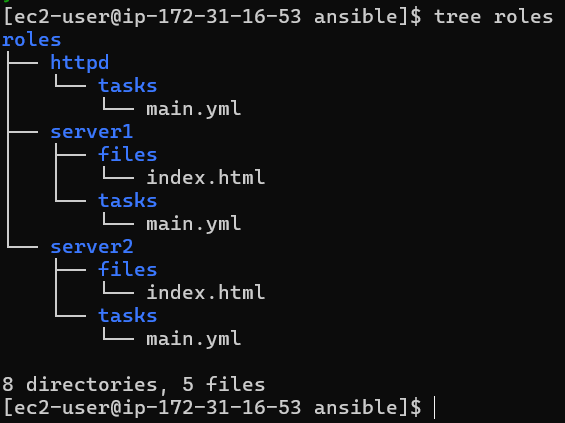 [ec2-user@ip-172-31-16-53 ansible]$ tree roles
roles
├── httpd
│   └── tasks
│       └── main.yml
├── server1
│   ├── files
│   │   └── index.html
│   └── tasks
│       └── main.yml
└── server2
    ├── files
    │   └── index.html
    └── tasks
        └── main.yml

8 directories, 5 files
[ec2-user@ip-172-31-16-53 ansible]$